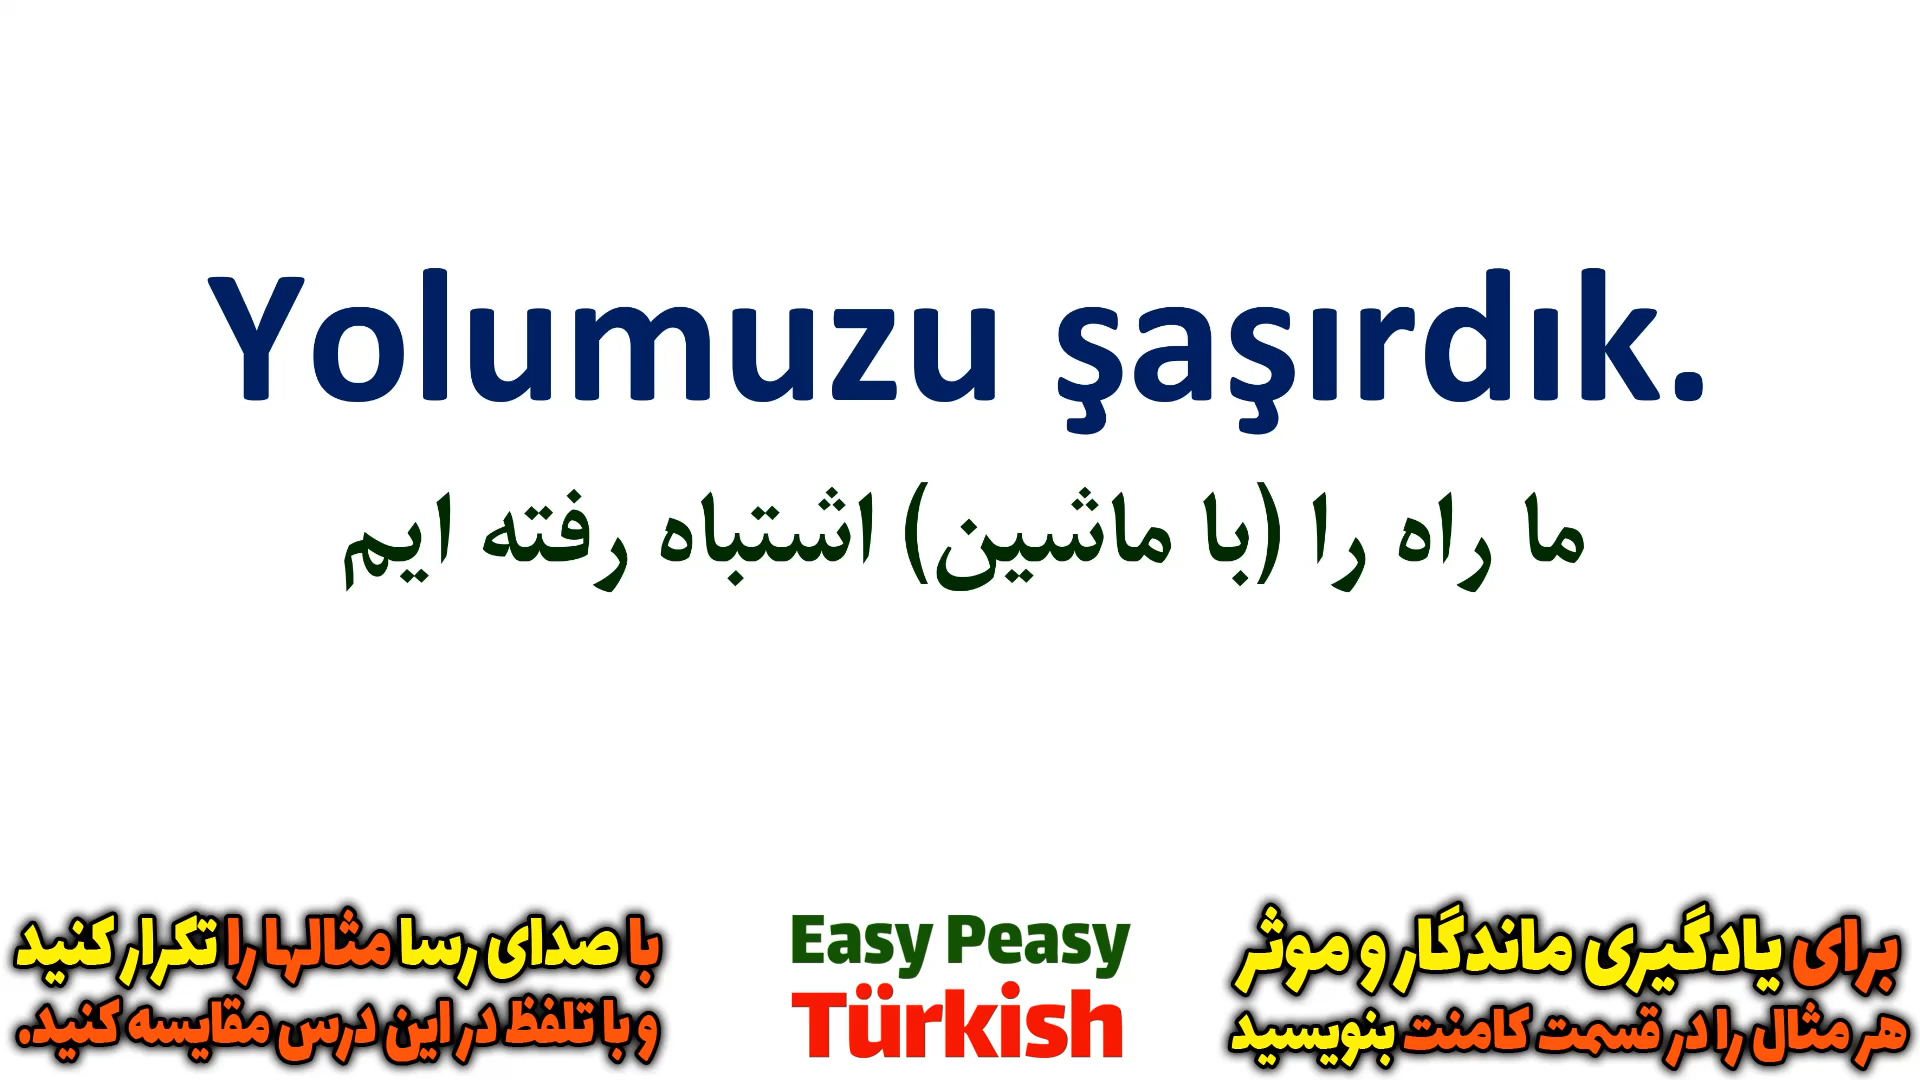 Yolumuzu şaşırdık.
ما راه را (با ماشین) اشتباه رفته ایم
برای یادگیری ماندگار و موثر
هر مثال را در قسمت کامنت بنویسید
Easy Peasy
Türkish
با صدای رسا مثالها را تکرار کنید
و با تلفظ در این درس مقایسه کنید.